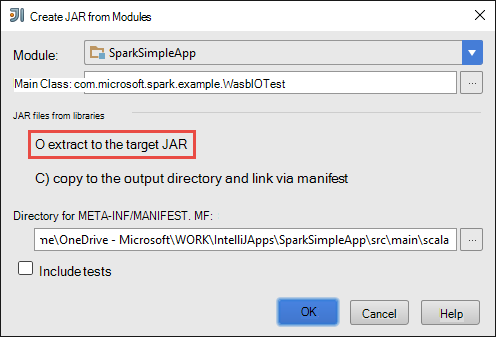 Create JAR from Modules
Module: SparkSimpleApp
Main Class: com.microsoft.spark.example.WasbIOTest ...
JAR files from libraries
O extract to the target JAR
C) copy to the output directory and link via manifest
Directory for META-INF/MANIFEST. MF:
me\OneDrive - Microsoft\WORK\IntelliJApps\SparkSimpleApp\src\main\scala ...
Include tests
OK Cancel Help